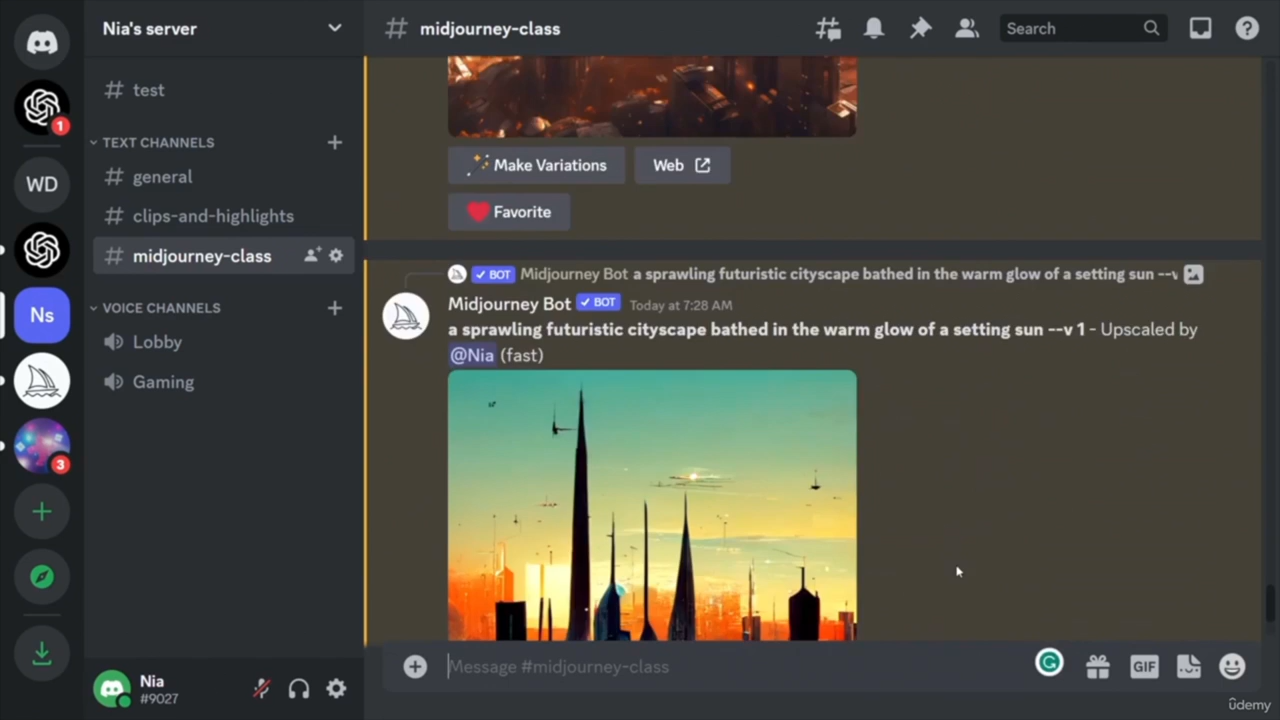 Nia's server
midjourney-class
Search
test
TEXT CHANNELS
general
clips-and-highlights
midjourney-class
VOICE CHANNELS
Lobby
Gaming
1
WD
Ns
3
Make Variations
Web
Favorite
BOT Midjourney Bot a sprawling futuristic cityscape bathed in the warm glow of a setting sun --v
Midjourney Bot BOT Today at 7:28 AM
a sprawling futuristic cityscape bathed in the warm glow of a setting sun --v 1 - Upscaled by
@Nia (fast)
Message #midjourney-class
GIF
Nia
#9027
ûdemy